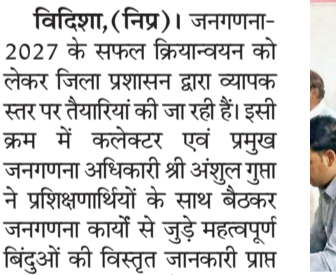 विदिशा,(निप्र)। जनगणना-
2027 के सफल क्रियान्वयन को
लेकर जिला प्रशासन द्वारा व्यापक
स्तर पर तैयारियां की जा रही हैं। इसी
क्रम में कलेक्टर एवं प्रमुख
जनगणना अधिकारी श्री अंशुल गुप्ता
ने प्रशिक्षणार्थियों के साथ बैठकर
जनगणना कार्यों से जुड़े महत्वपूर्ण
बिंदुओं की विस्तृत जानकारी प्राप्त